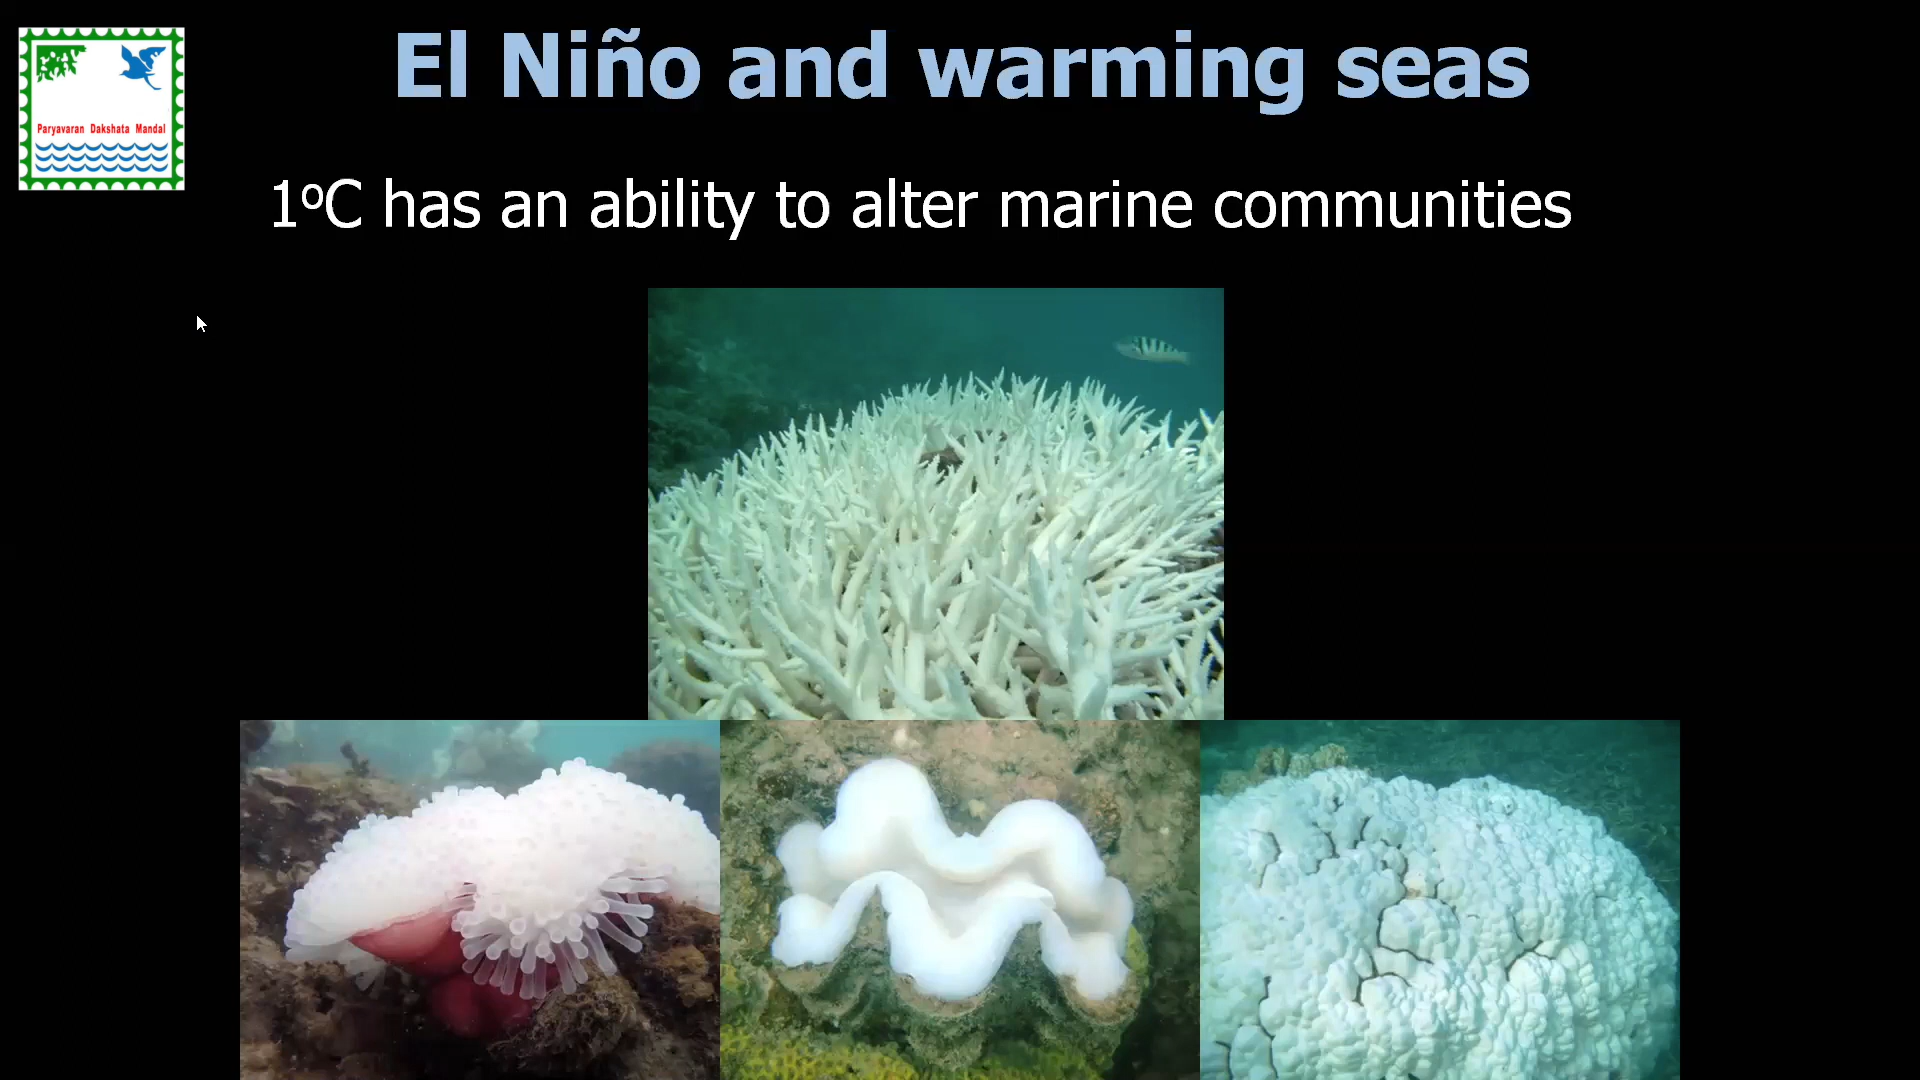 El Niño and warming seas
Paryavaran Dakshata Mandal
1ºC has an ability to alter marine communities